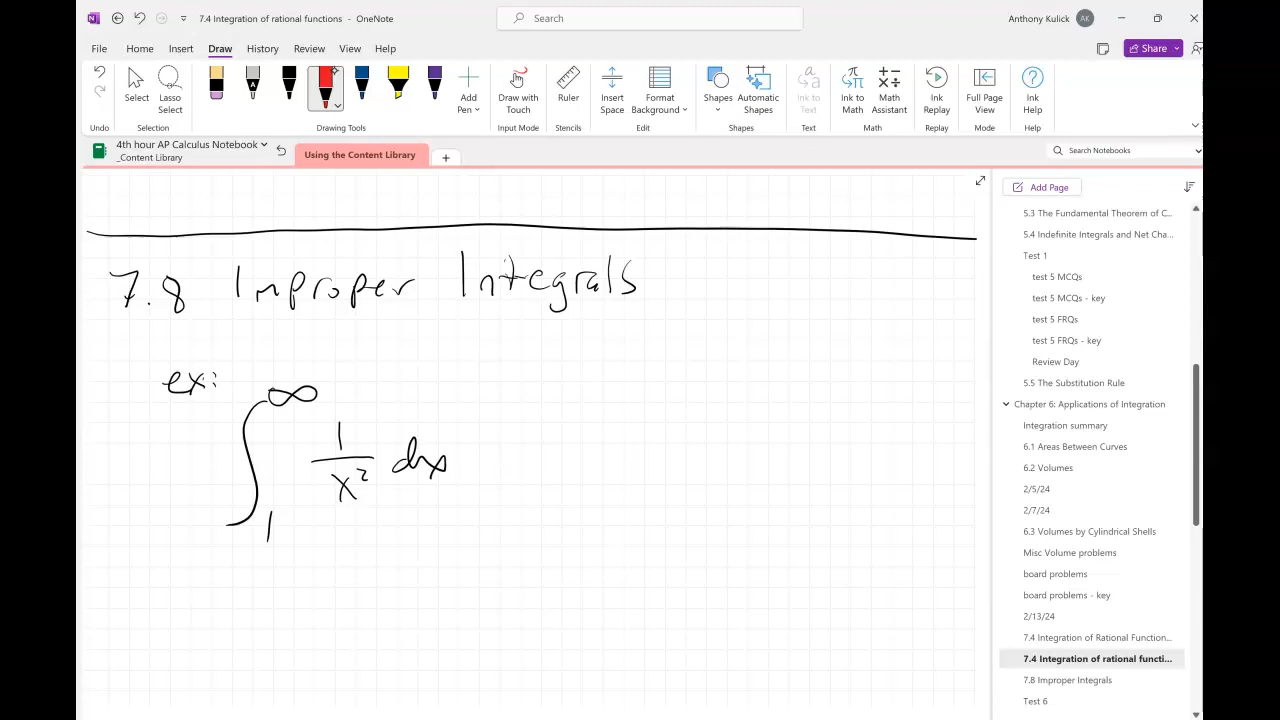 7.4 Integration of rational functions - OneNote
Search
Anthony Kulick
AK
File Home Insert Draw History Review View Help
Share
Select
Lasso Select
Add Pen
Draw with Touch
Ruler
Insert Space
Format Background
Shapes
Automatic Shapes
Ink to Text
Ink to Math
Math Assistant
Ink Replay
Full Page View
Ink Help
Undo
Selection
Drawing Tools
Input Mode
Stencils
Edit
Shapes
Text
Math
Replay
Mode
Help
4th hour AP Calculus Notebook
_Content Library
Using the Content Library
+
Search Notebooks
Add Page
5.3 The Fundamental Theorem of C...
5.4 Indefinite Integrals and Net Cha...
Test 1
test 5 MCQs
test 5 MCQs - key
test 5 FRQs
test 5 FRQs - key
Review Day
5.5 The Substitution Rule
Chapter 6: Applications of Integration
Integration summary
6.1 Areas Between Curves
6.2 Volumes
2/5/24
2/7/24
6.3 Volumes by Cylindrical Shells
Misc Volume problems
board problems
board problems - key
2/13/24
7.4 Integration of Rational Function...
7.4 Integration of rational functi...
7.8 Improper Integrals
Test 6
7.8 Improper Integrals
ex:
∫₁^∞ 1/x² dx